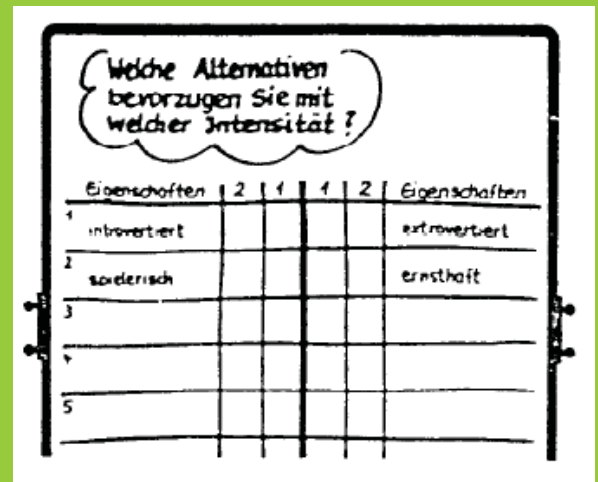 Welche Alternativen
bevorzugen Sie mit
welcher Intensität?
Eigenschaften 2 1 1 2 Eigenschaften
1 introvertiert extrovertiert
2 spielerisch ernsthaft
3
4
5